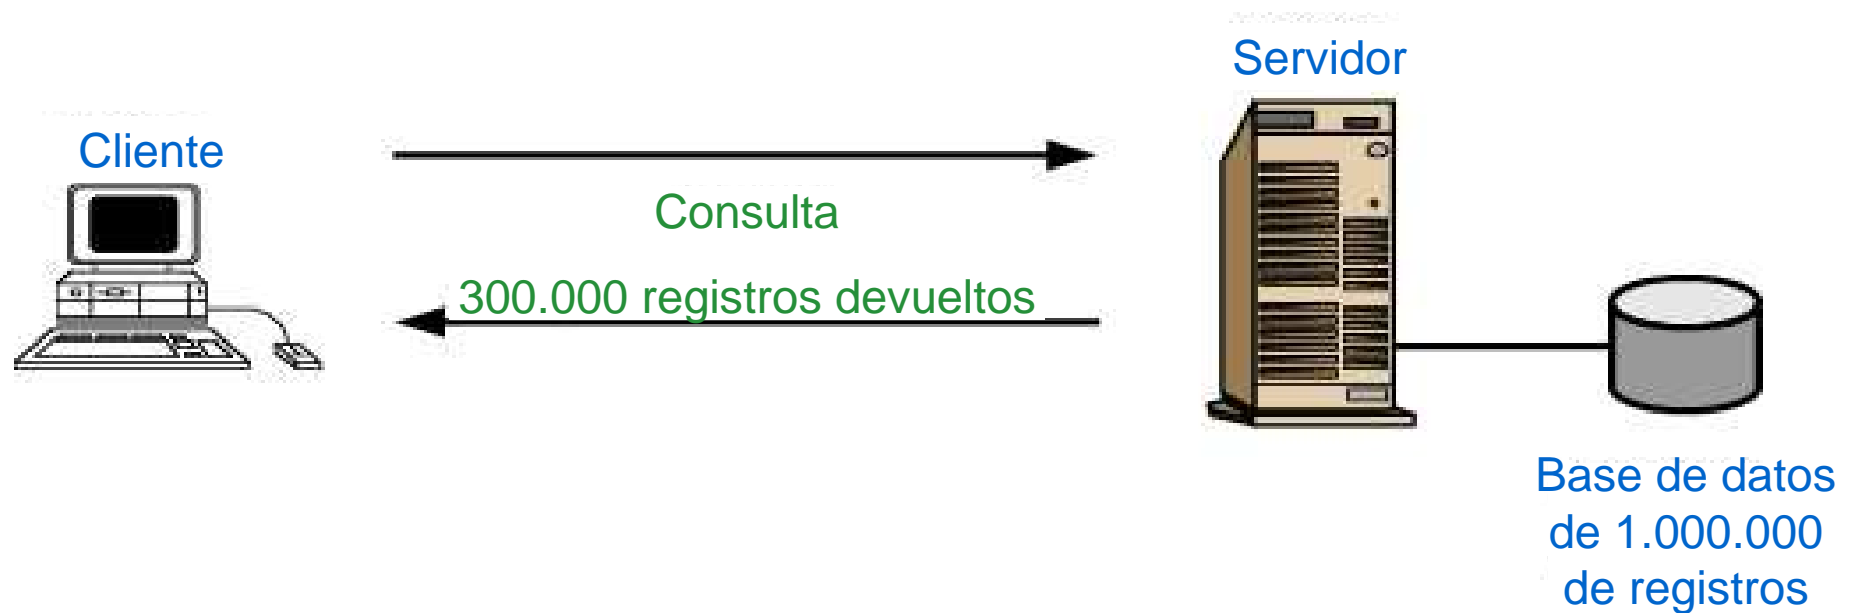 Servidor
Cliente
Consulta
300.000 registros devueltos
Base de datos
de 1.000.000
de registros